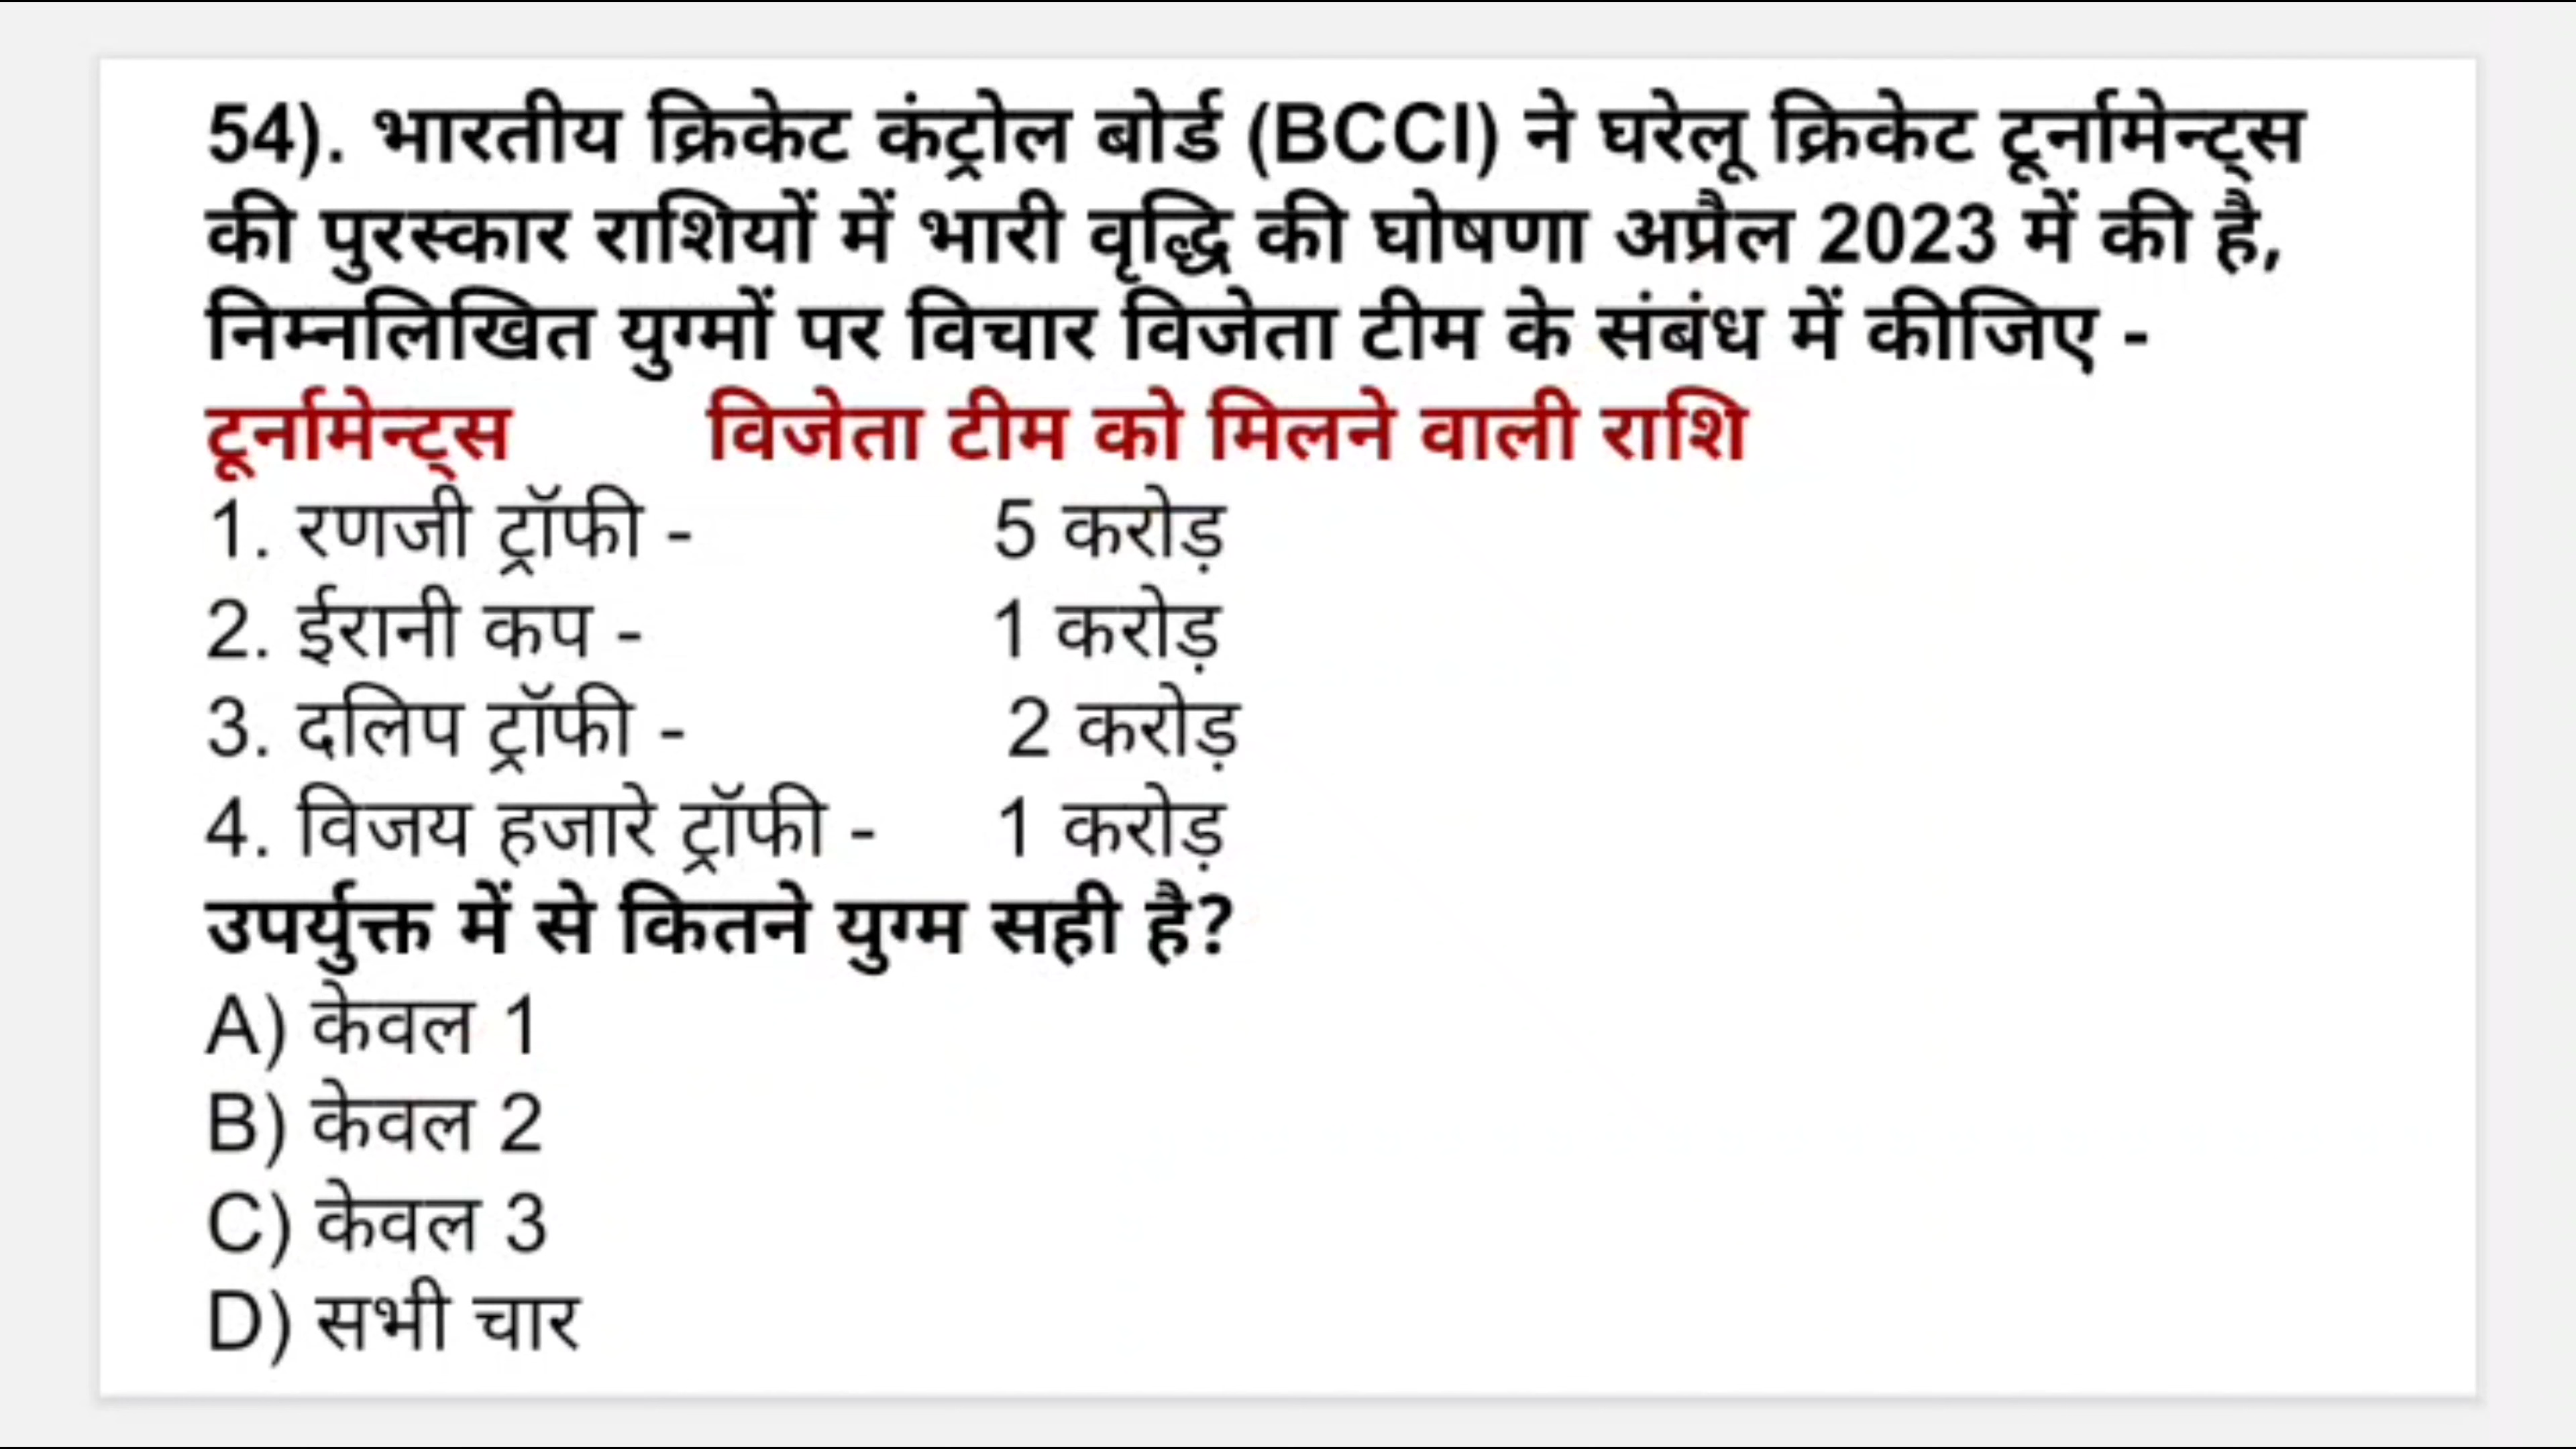 54). भारतीय क्रिकेट कंट्रोल बोर्ड (BCCI) ने घरेलू क्रिकेट टूर्नामेन्ट्स
की पुरस्कार राशियों में भारी वृद्धि की घोषणा अप्रैल 2023 में की है,
निम्नलिखित युग्मों पर विचार विजेता टीम के संबंध में कीजिए -
टूर्नामेन्ट्स विजेता टीम को मिलने वाली राशि
1. रणजी ट्रॉफी - 5 करोड़
2. ईरानी कप - 1 करोड़
3. दलिप ट्रॉफी - 2 करोड़
4. विजय हजारे ट्रॉफी - 1 करोड़
उपर्युक्त में से कितने युग्म सही है?
A) केवल 1
B) केवल 2
C) केवल 3
D) सभी चार